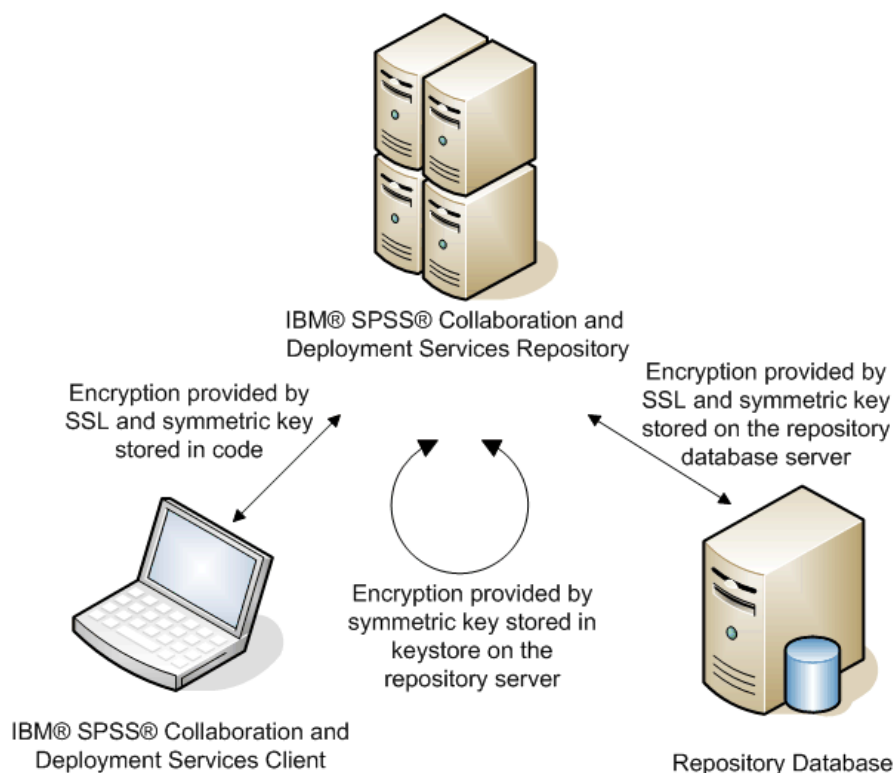 IBM® SPSS® Collaboration and
Deployment Services Repository
Encryption provided by
SSL and symmetric key
stored in code
Encryption provided by
SSL and symmetric key
stored on the repository
database server
Encryption provided by
symmetric key stored in
keystore on the
repository server
IBM® SPSS® Collaboration and
Deployment Services Client
Repository Database